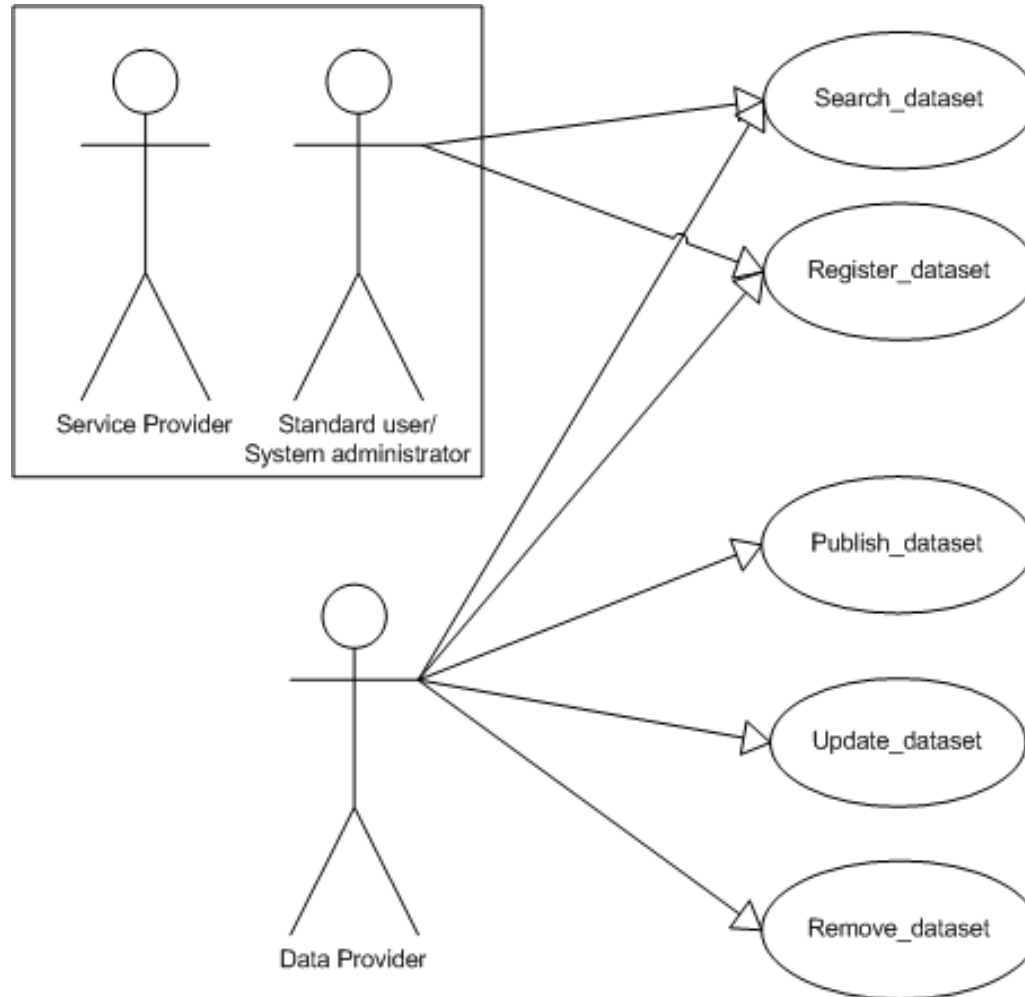 Search_dataset
Register_dataset
Service Provider
Standard user/
System administrator
Publish_dataset
Update_dataset
Remove_dataset
Data Provider